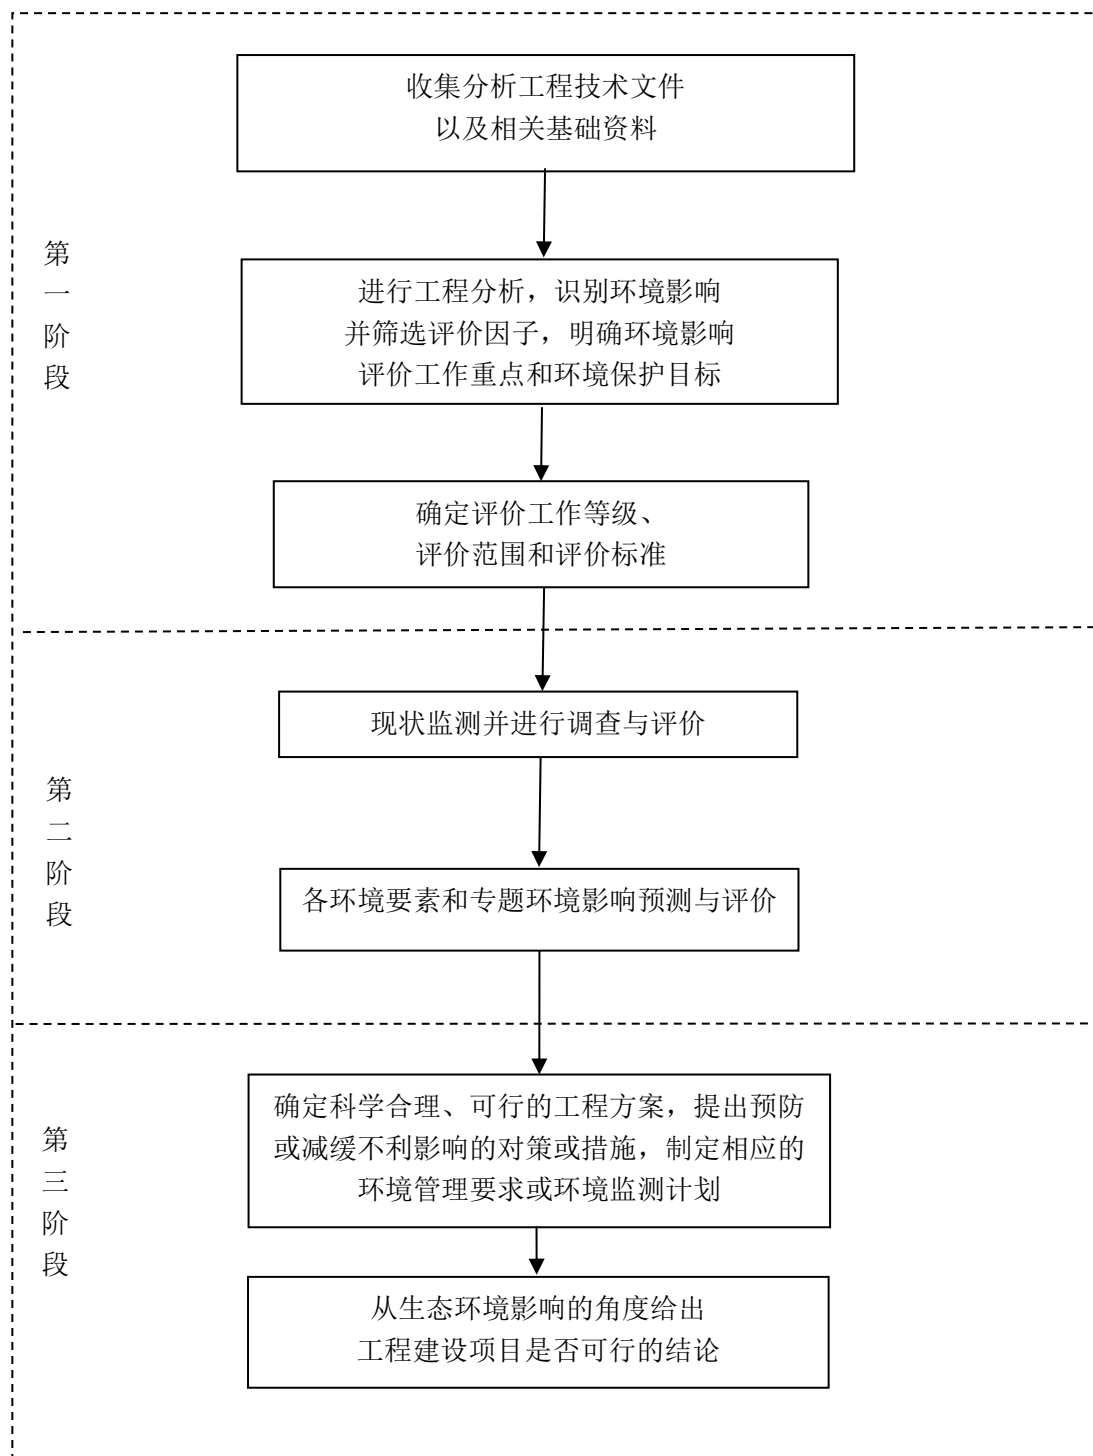 收集分析工程技术文件
以及相关基础资料
第一阶段
进行工程分析，识别环境影响
并筛选评价因子，明确环境影响
评价工作重点和环境保护目标
确定评价工作等级、
评价范围和评价标准
现状监测并进行调查与评价
第二阶段
各环境要素和专题环境影响预测与评价
确定科学合理、可行的工程方案，提出预防
或减缓不利影响的对策或措施，制定相应的
环境管理要求或环境监测计划
第三阶段
从生态环境影响的角度给出
工程建设项目是否可行的结论